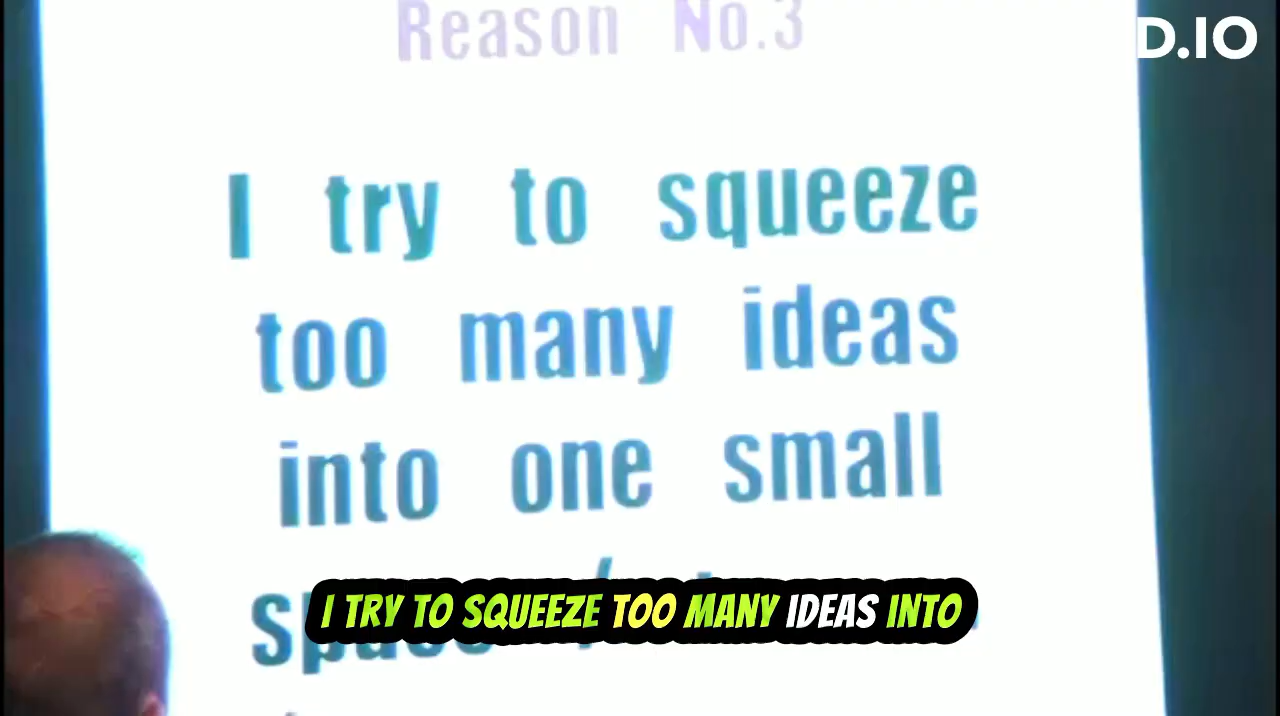 Reason No.3
D.IO
I try to squeeze
too many ideas
into one small
I TRY TO SQUEEZE TOO MANY IDEAS INTO